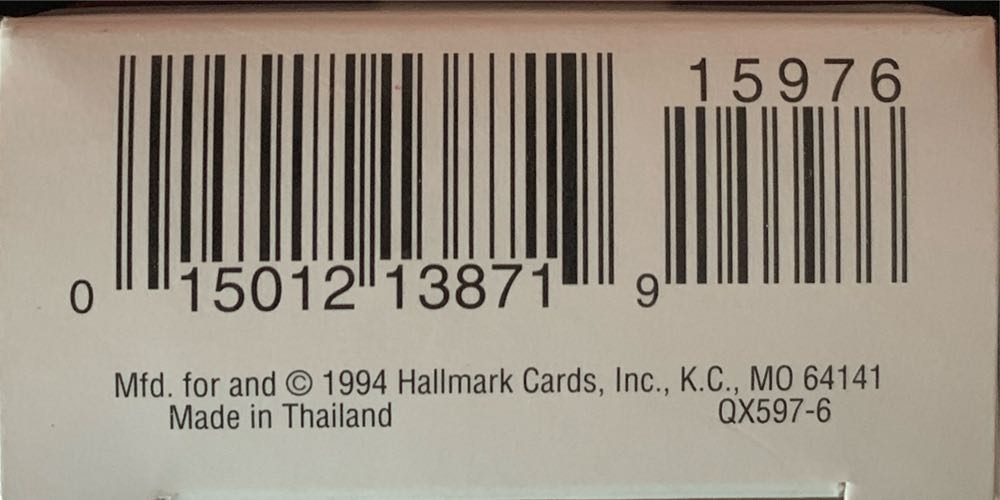 15976
0 15012 13871 9
Mfd. for and © 1994 Hallmark Cards, Inc., K.C., MO 64141
Made in Thailand QX597-6